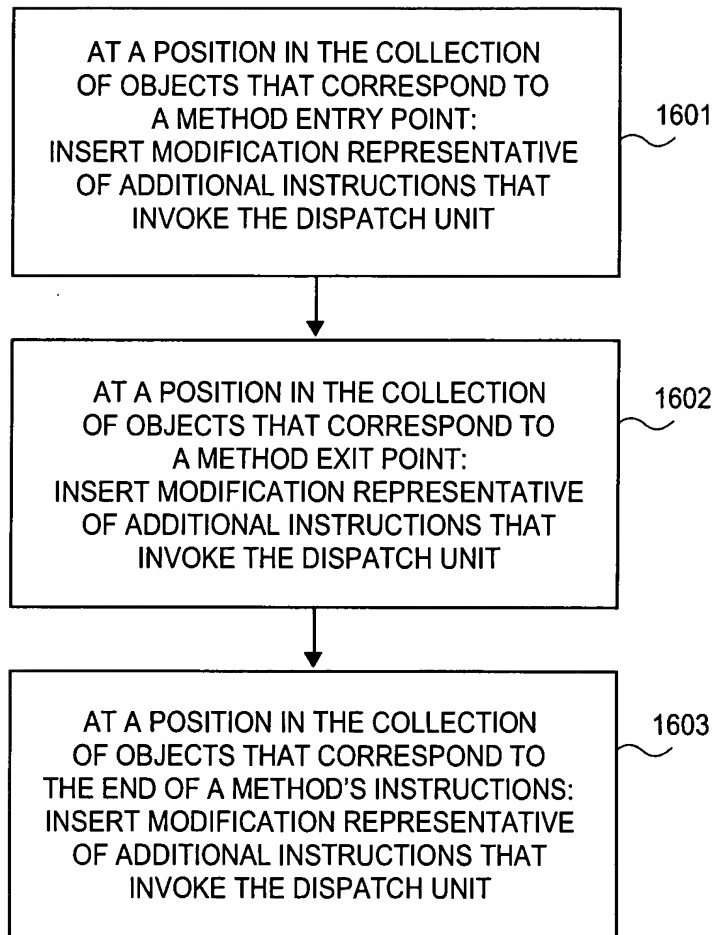 AT A POSITION IN THE COLLECTION
OF OBJECTS THAT CORRESPOND TO
A METHOD ENTRY POINT:
INSERT MODIFICATION REPRESENTATIVE
OF ADDITIONAL INSTRUCTIONS THAT
INVOKE THE DISPATCH UNIT
1601
AT A POSITION IN THE COLLECTION
OF OBJECTS THAT CORRESPOND TO
A METHOD EXIT POINT:
INSERT MODIFICATION REPRESENTATIVE
OF ADDITIONAL INSTRUCTIONS THAT
INVOKE THE DISPATCH UNIT
1602
AT A POSITION IN THE COLLECTION
OF OBJECTS THAT CORRESPOND TO
THE END OF A METHOD'S INSTRUCTIONS:
INSERT MODIFICATION REPRESENTATIVE
OF ADDITIONAL INSTRUCTIONS THAT
INVOKE THE DISPATCH UNIT
1603